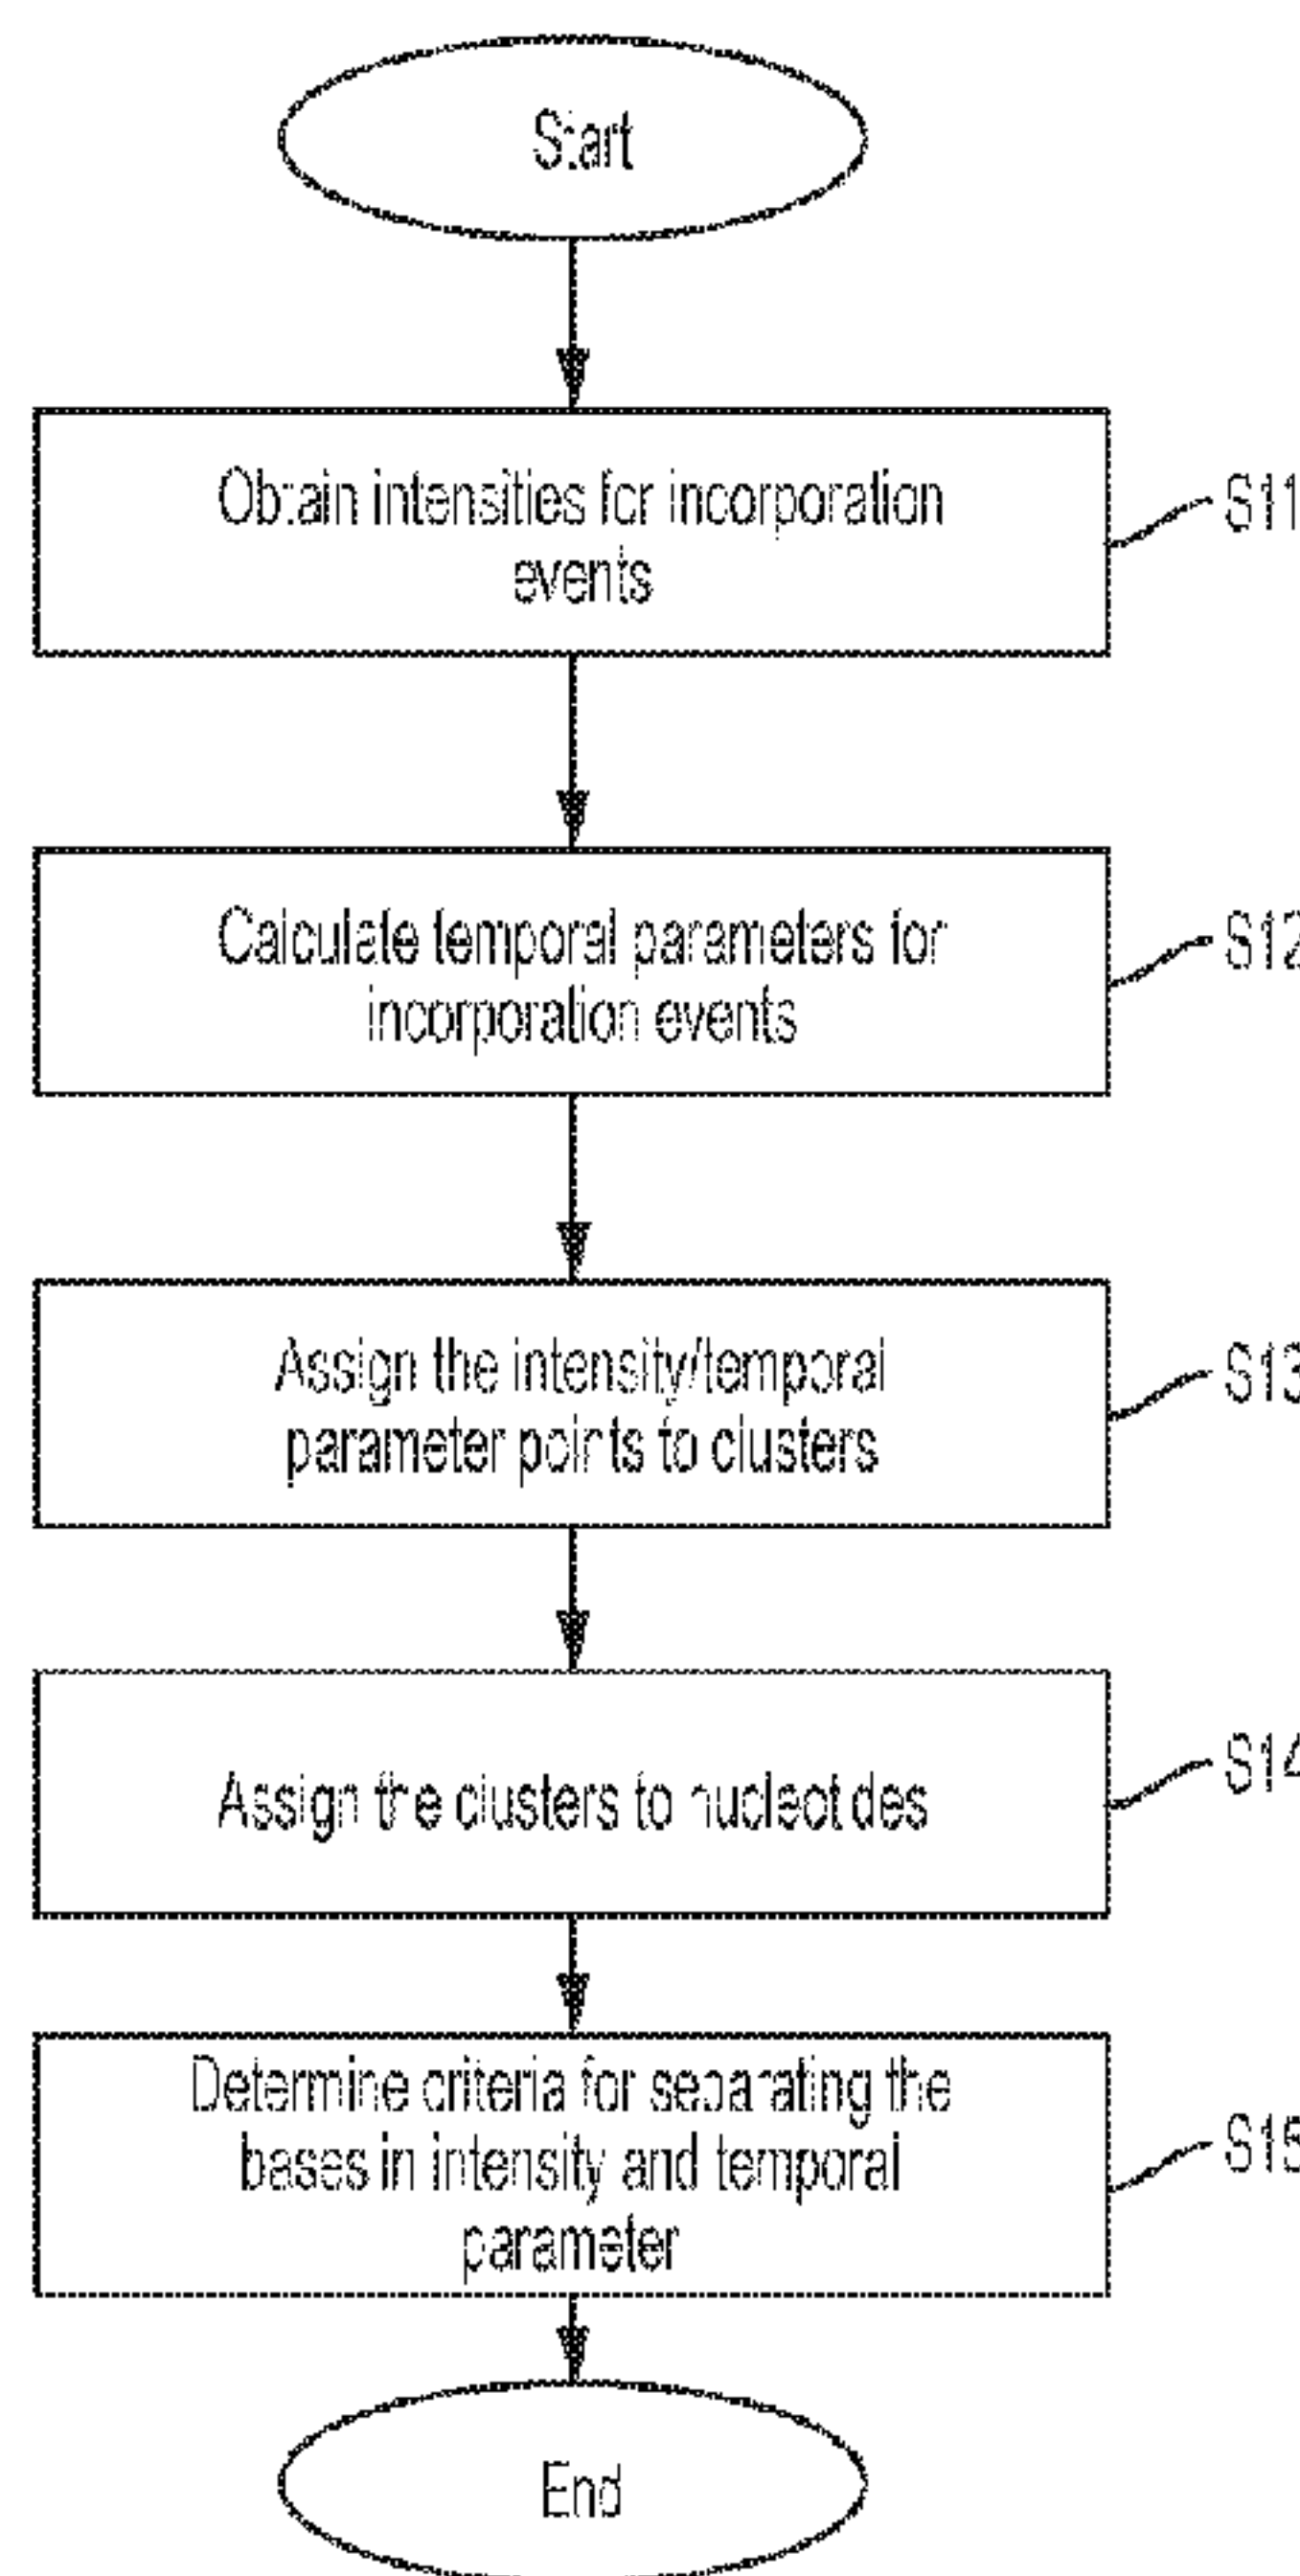 Start
Obtain intensities for incorporation
events
S11
Calculate temporal parameters for
incorporation events
S12
Assign the intensity/temporal
parameter points to clusters
S13
Assign the clusters to nucleotides
S14
Determine criteria for separating the
bases in intensity and temporal
parameter
S15
End